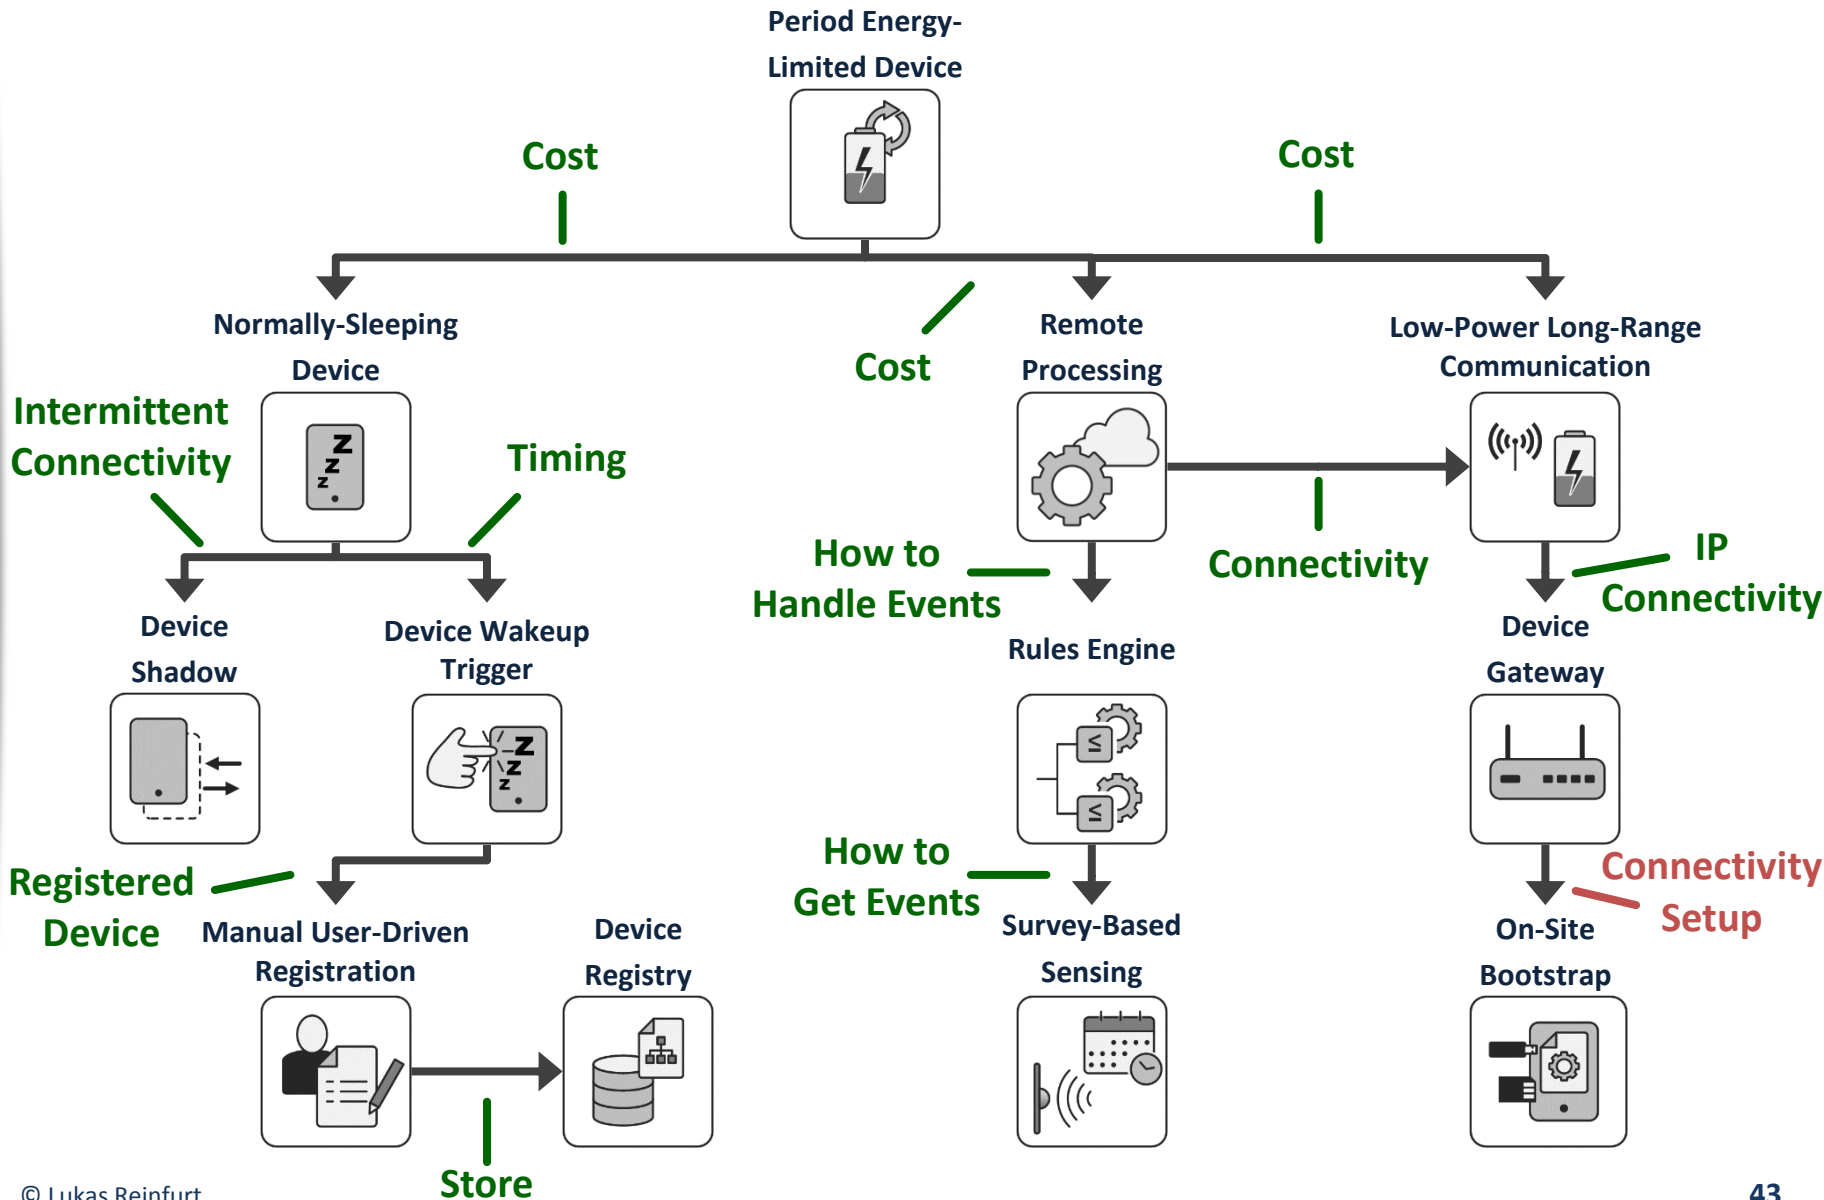 Period Energy-
Limited Device
Cost
Cost
Normally-Sleeping
Device
Cost
Remote
Processing
Low-Power Long-Range
Communication
Intermittent
Connectivity
z
z
z
Timing
How to
Handle Events
Connectivity
IP
Connectivity
Device
Shadow
Device Wakeup
Trigger
Rules Engine
Device
Gateway
z
z
z
≤
≤
Registered
Device
How to
Get Events
Connectivity
Setup
Manual User-Driven
Registration
Device
Registry
Survey-Based
Sensing
On-Site
Bootstrap
Store
© Lukas Reinfurt
43